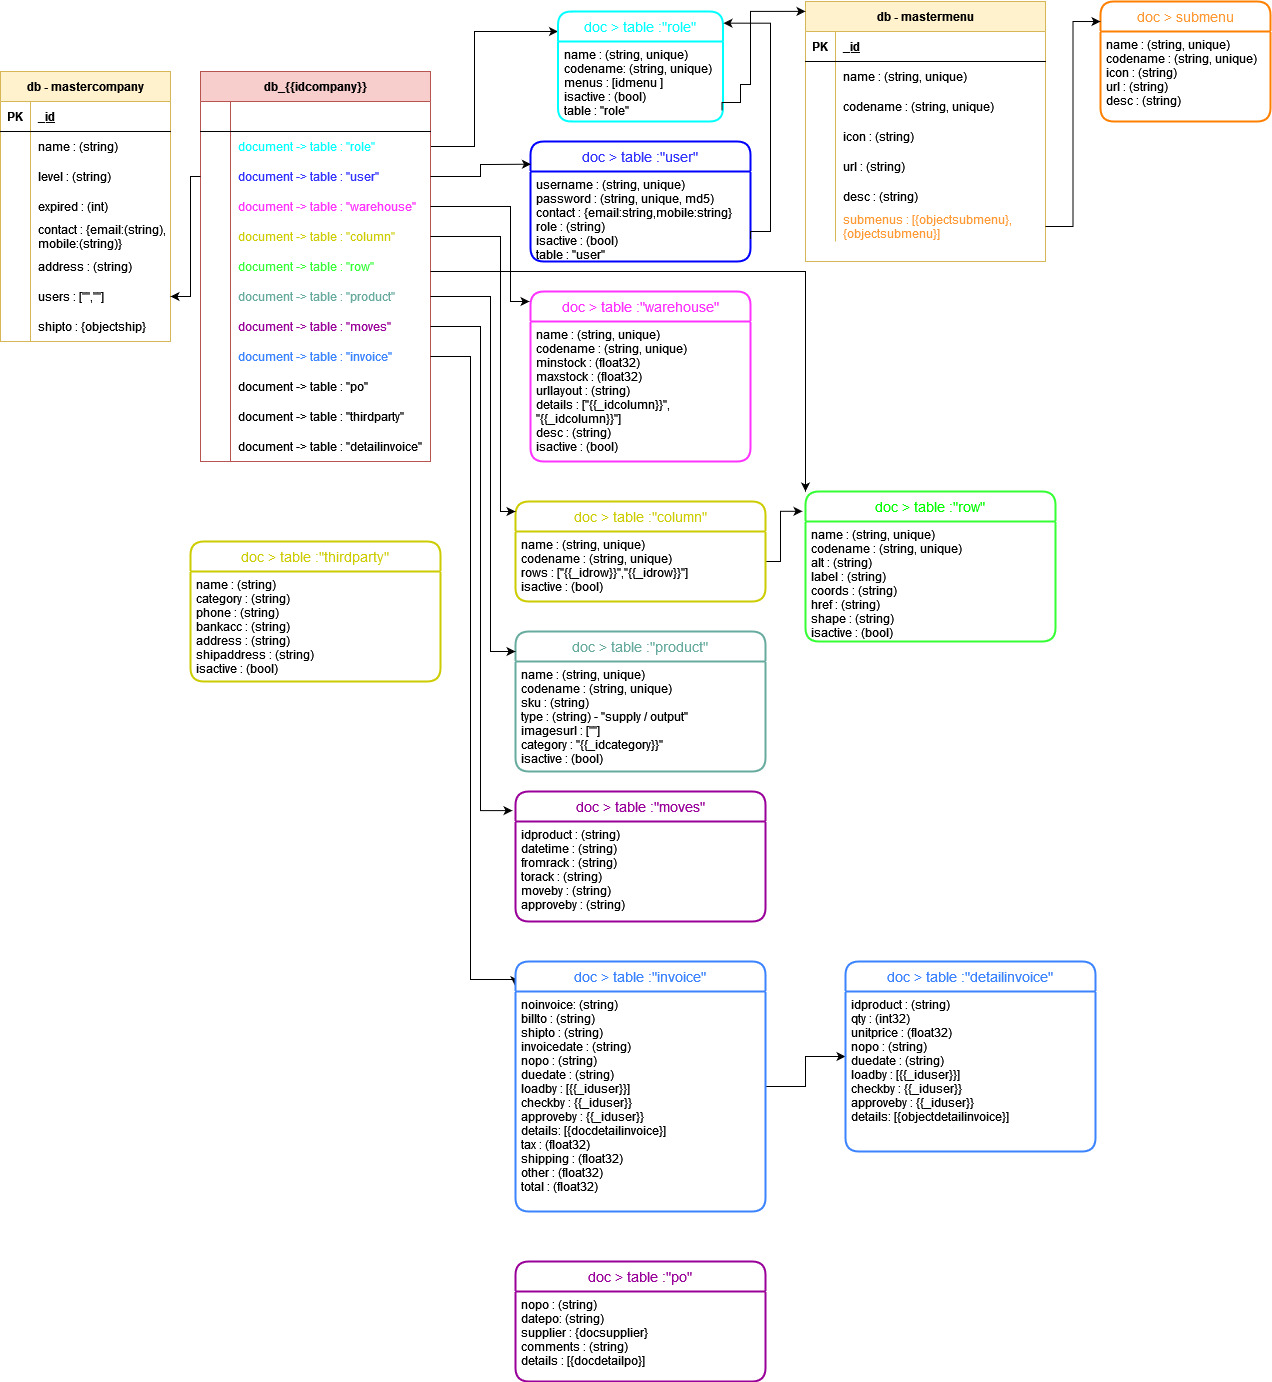 db - mastercompany
PK
_id
name : (string)
level : (string)
expired : (int)
contact : {email:(string),
mobile:(string)}
address : (string)
users : ["",""]
shipto : {objectship}
db_{{idcompany}}
document -> table : "role"
document -> table : "user"
document -> table : "warehouse"
document -> table : "column"
document -> table : "row"
document -> table : "product"
document -> table : "moves"
document -> table : "invoice"
document -> table : "po"
document -> table : "thirdparty"
document -> table : "detailinvoice"
doc > table :"role"
name : (string, unique)
codename: (string, unique)
menus : [idmenu ]
isactive : (bool)
table : "role"
db - mastermenu
PK
_id
name : (string, unique)
codename : (string, unique)
icon : (string)
url : (string)
desc : (string)
submenus : [{objectsubmenu},
{objectsubmenu}]
doc > submenu
name : (string, unique)
codename : (string, unique)
icon : (string)
url : (string)
desc : (string)
doc > table :"user"
username : (string, unique)
password : (string, unique, md5)
contact : {email:string,mobile:string}
role : (string)
isactive : (bool)
table : "user"
doc > table :"warehouse"
name : (string, unique)
codename : (string, unique)
minstock : (float32)
maxstock : (float32)
urllayout : (string)
details : ["{{_idcolumn}}",
"{{_idcolumn}}"]
desc : (string)
isactive : (bool)
doc > table :"column"
name : (string, unique)
codename : (string, unique)
rows : ["{{_idrow}}","{{_idrow}}"]
isactive : (bool)
doc > table :"row"
name : (string, unique)
codename : (string, unique)
alt : (string)
label : (string)
coords : (string)
href : (string)
shape : (string)
isactive : (bool)
doc > table :"thirdparty"
name : (string)
category : (string)
phone : (string)
bankacc : (string)
address : (string)
shipaddress : (string)
isactive : (bool)
doc > table :"product"
name : (string, unique)
codename : (string, unique)
sku : (string)
type : (string) - "supply / output"
imagesurl : [""]
category : "{{_idcategory}}"
isactive : (bool)
doc > table :"moves"
idproduct : (string)
datetime : (string)
fromrack : (string)
torack : (string)
moveby : (string)
approveby : (string)
doc > table :"invoice"
noinvoice: (string)
billto : (string)
shipto : (string)
invoicedate : (string)
nopo : (string)
duedate : (string)
loadby : [{{_iduser}}]
checkby : {{_iduser}}
approveby : {{_iduser}}
details: [{docdetailinvoice}]
tax : (float32)
shipping : (float32)
other : (float32)
total : (float32)
doc > table :"detailinvoice"
idproduct : (string)
qty : (int32)
unitprice : (float32)
nopo : (string)
duedate : (string)
loadby : [{{_iduser}}]
checkby : {{_iduser}}
approveby : {{_iduser}}
details: [{objectdetailinvoice}]
doc > table :"po"
nopo : (string)
datepo: (string)
supplier : {docsupplier}
comments : (string)
details : [{docdetailpo}]